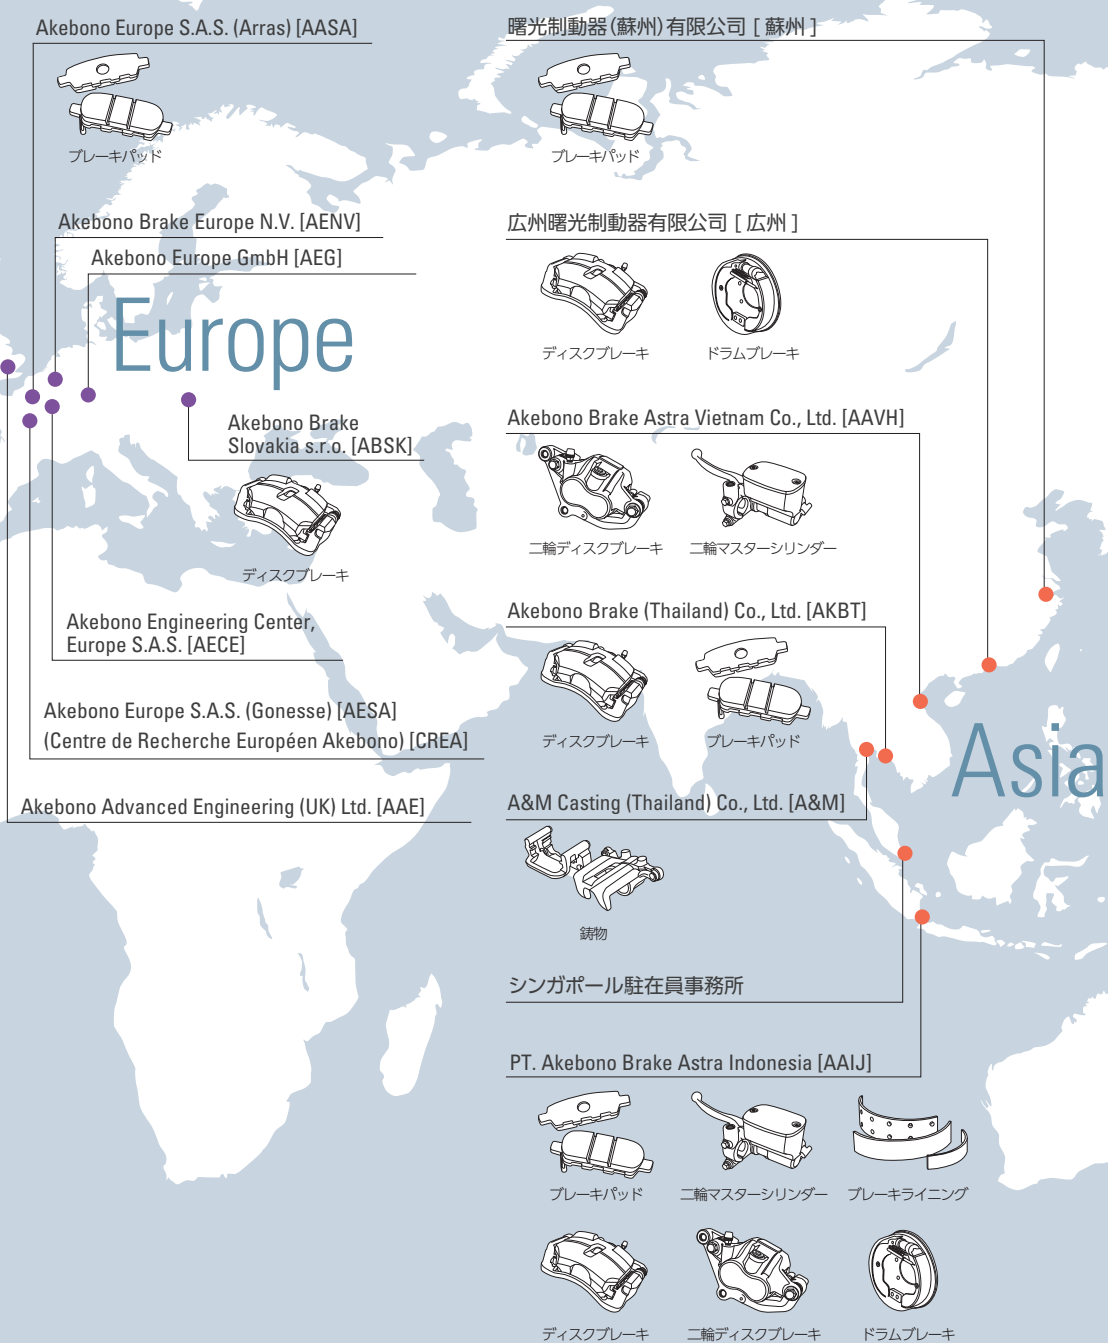 Akebono Europe S.A.S. (Arras) [AASA]
ブレーキパッド
Akebono Brake Europe N.V. [AENV]
Akebono Europe GmbH [AEG]
Europe
Akebono Brake
Slovakia s.r.o. [ABSK]
ディスクブレーキ
Akebono Engineering Center,
Europe S.A.S. [AECE]
Akebono Europe S.A.S. (Gonesse) [AESA]
(Centre de Recherche Européen Akebono) [CREA]
Akebono Advanced Engineering (UK) Ltd. [AAE]
曙光制動器(蘇州)有限公司 [ 蘇州 ]
ブレーキパッド
広州曙光制動器有限公司 [ 広州 ]
ディスクブレーキ ドラムブレーキ
Akebono Brake Astra Vietnam Co., Ltd. [AAVH]
二輪ディスクブレーキ 二輪マスターシリンダー
Akebono Brake (Thailand) Co., Ltd. [AKBT]
ディスクブレーキ ブレーキパッド
Asia
A&M Casting (Thailand) Co., Ltd. [A&M]
鋳物
シンガポール駐在員事務所
PT. Akebono Brake Astra Indonesia [AAIJ]
ブレーキパッド 二輪マスターシリンダー ブレーキライニング
ディスクブレーキ 二輪ディスクブレーキ ドラムブレーキ